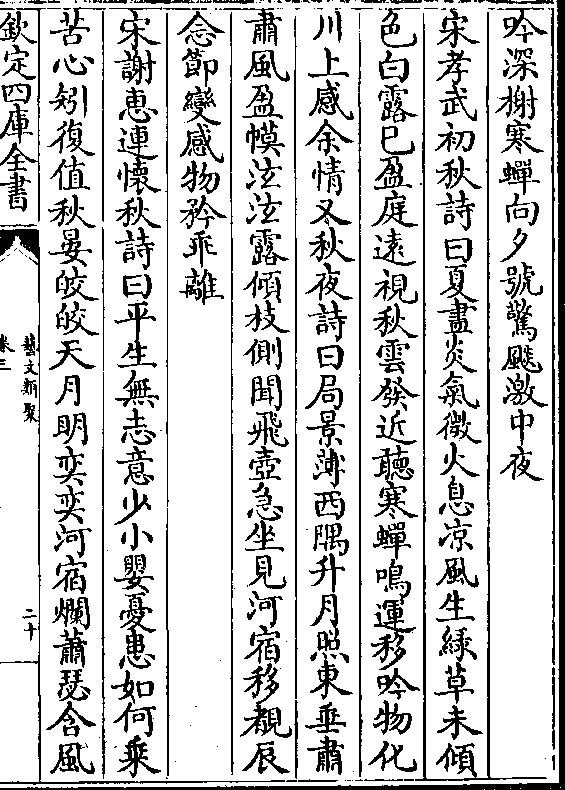 吟深榭寒蟬向夕號驚飈激中夜
宋孝武初秋詩曰夏盡炎氣微火息凉風生緑草未傾
色白露已盈庭遠視秋雲發近聽寒蟬鳴運移吟物化
川上感余情又秋夜詩曰局景薄西隅升月照東垂肅
肅風盈幙泫泫露傾枝側聞飛壺急坐見河宿移覩辰
念節變感物矜乖離
宋謝惠連懷秋詩曰平生無志意少小嬰憂患如何乘
苦心矧復值秋晏皎皎天月明奕奕河宿爛蕭瑟含風
欽定四庫全書
藝文類聚
卷三
二十